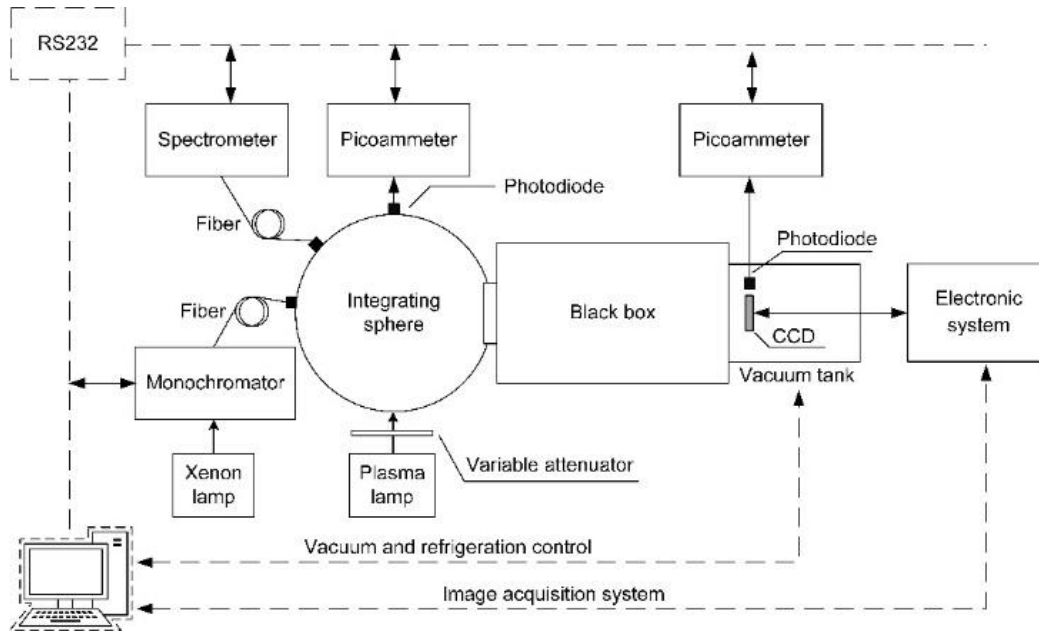 RS232
Spectrometer
Picoammeter
Picoammeter
Photodiode
Fiber
Photodiode
Fiber
Integrating
sphere
Black box
Electronic
system
CCD
Monochromator
Vacuum tank
Xenon
lamp
Plasma
lamp
Variable attenuator
Vacuum and refrigeration control
Image acquisition system